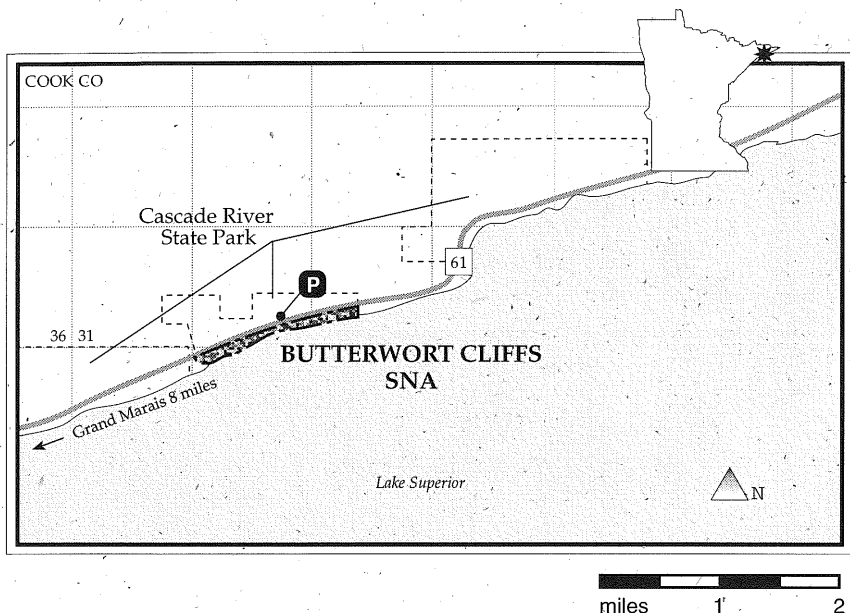 COOK CO
Cascade River
State Park
P
61
36 31
BUTTERWORT CLIFFS
SNA
Grand Marais 8 miles
Lake Superior
N
miles 1 2